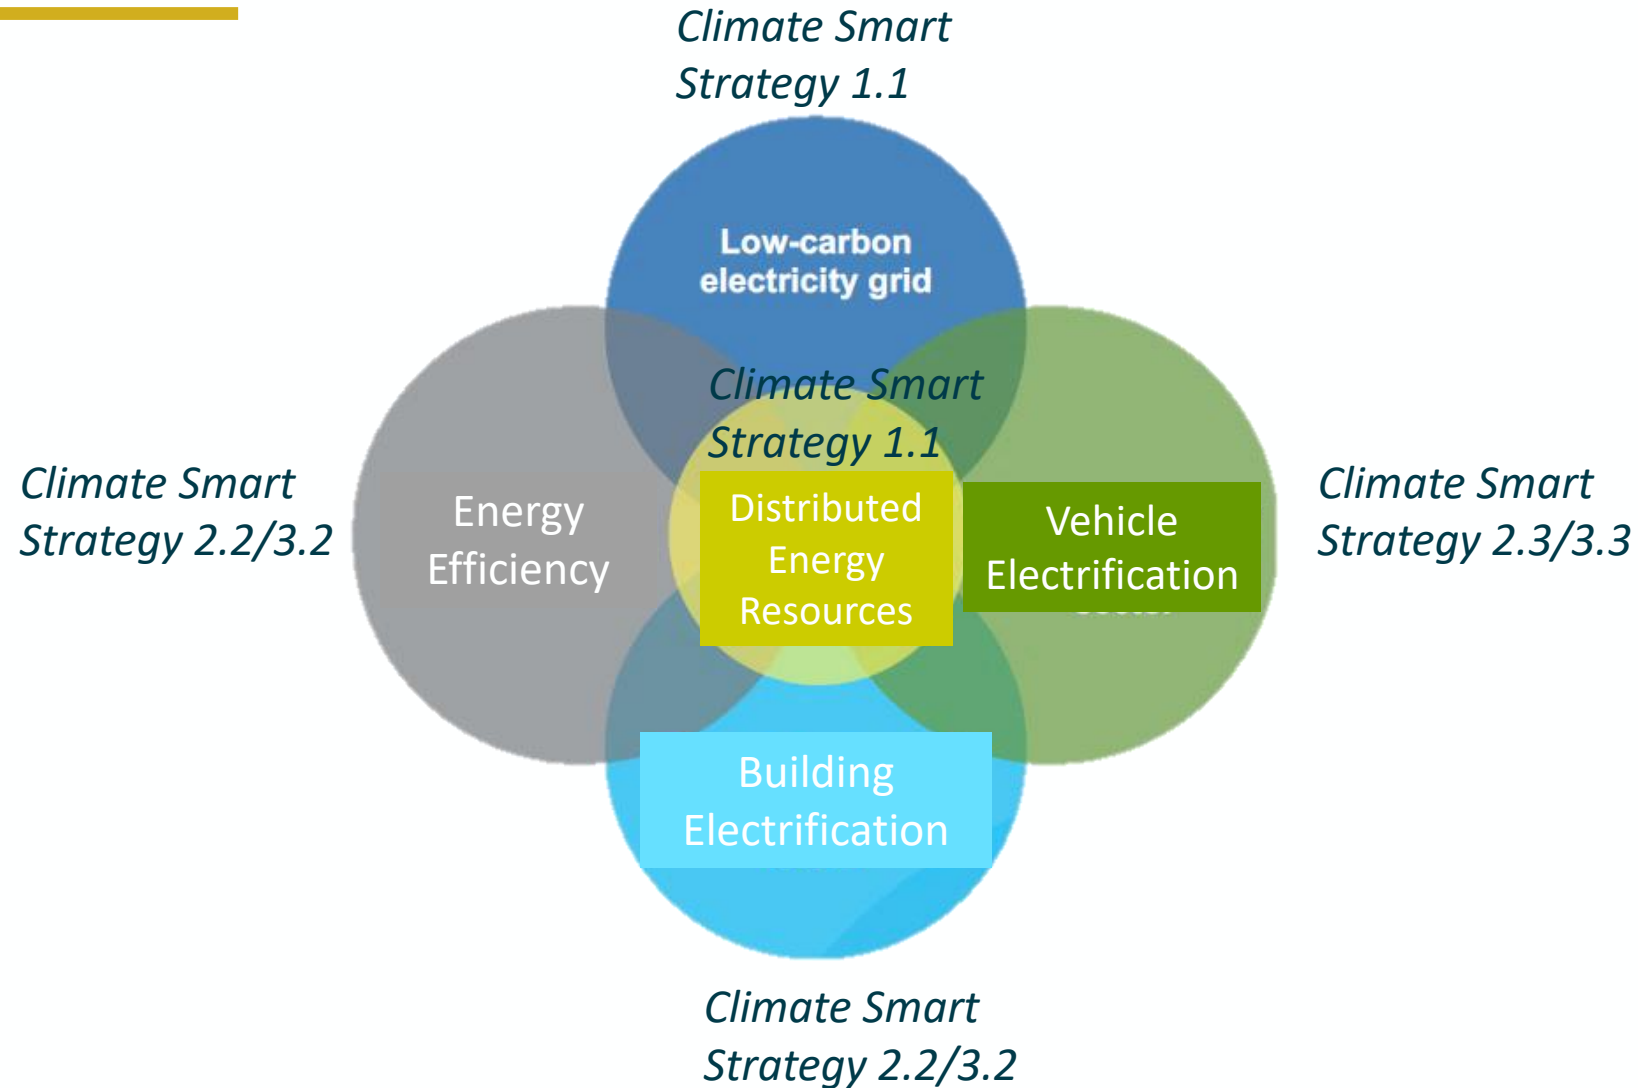 Climate Smart
Strategy 1.1
Low-carbon
electricity grid
Climate Smart
Strategy 1.1
Climate Smart
Strategy 2.2/3.2
Energy
Efficiency
Distributed
Energy
Resources
Vehicle
Electrification
Climate Smart
Strategy 2.3/3.3
Building
Electrification
Climate Smart
Strategy 2.2/3.2